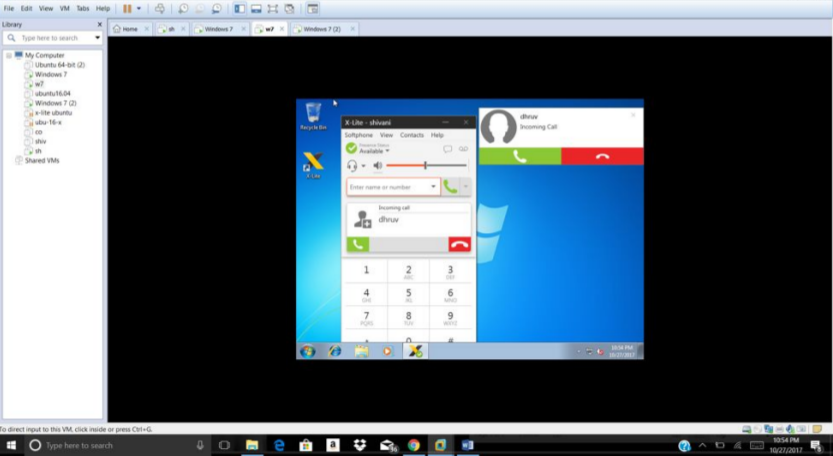 File Edit View VM Tabs Help
Library
Type here to search
Home
sh
Windows 7
w7
Windows 7 (2)
My Computer
Ubuntu 64-bit (2)
Windows 7
w7
ubuntu16.04
Windows 7 (2)
x-lite ubuntu
ubu-16-x
co
shiv
sh
Shared VMs
Recycle Bin
X-Lite
X-Lite - shivani
Softphone View Contacts Help
Available
Enter name or number
Incoming call
dhruv
1 2 3
ABC DEF
4 5 6
GHI JKL MNO
7 8 9
PQRS TUV WXYZ
0 #
dhruv
Incoming Call
10:54 PM
10/27/2017
To direct input to this VM, click inside or press Ctrl+G.
Type here to search
10:54 PM
10/27/2017